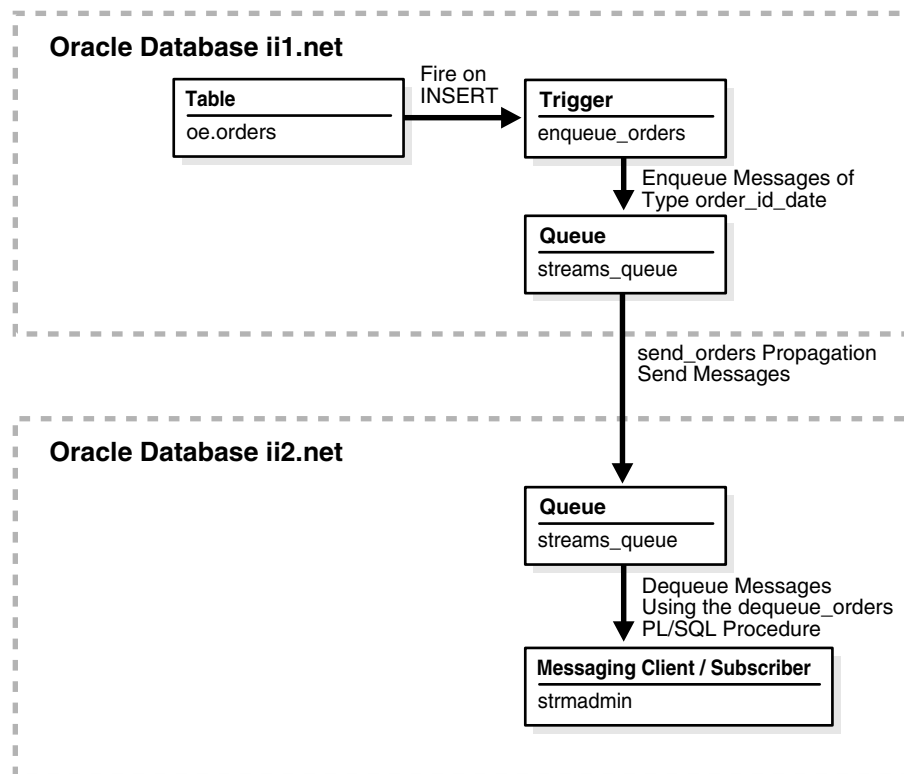 Oracle Database ii1.net
Table
oe.orders
Fire on
INSERT
Trigger
enqueue_orders
Enqueue Messages of
Type order_id_date
Queue
streams_queue
send_orders Propagation
Send Messages
Oracle Database ii2.net
Queue
streams_queue
Dequeue Messages
Using the dequeue_orders
PL/SQL Procedure
Messaging Client / Subscriber
strmadmin